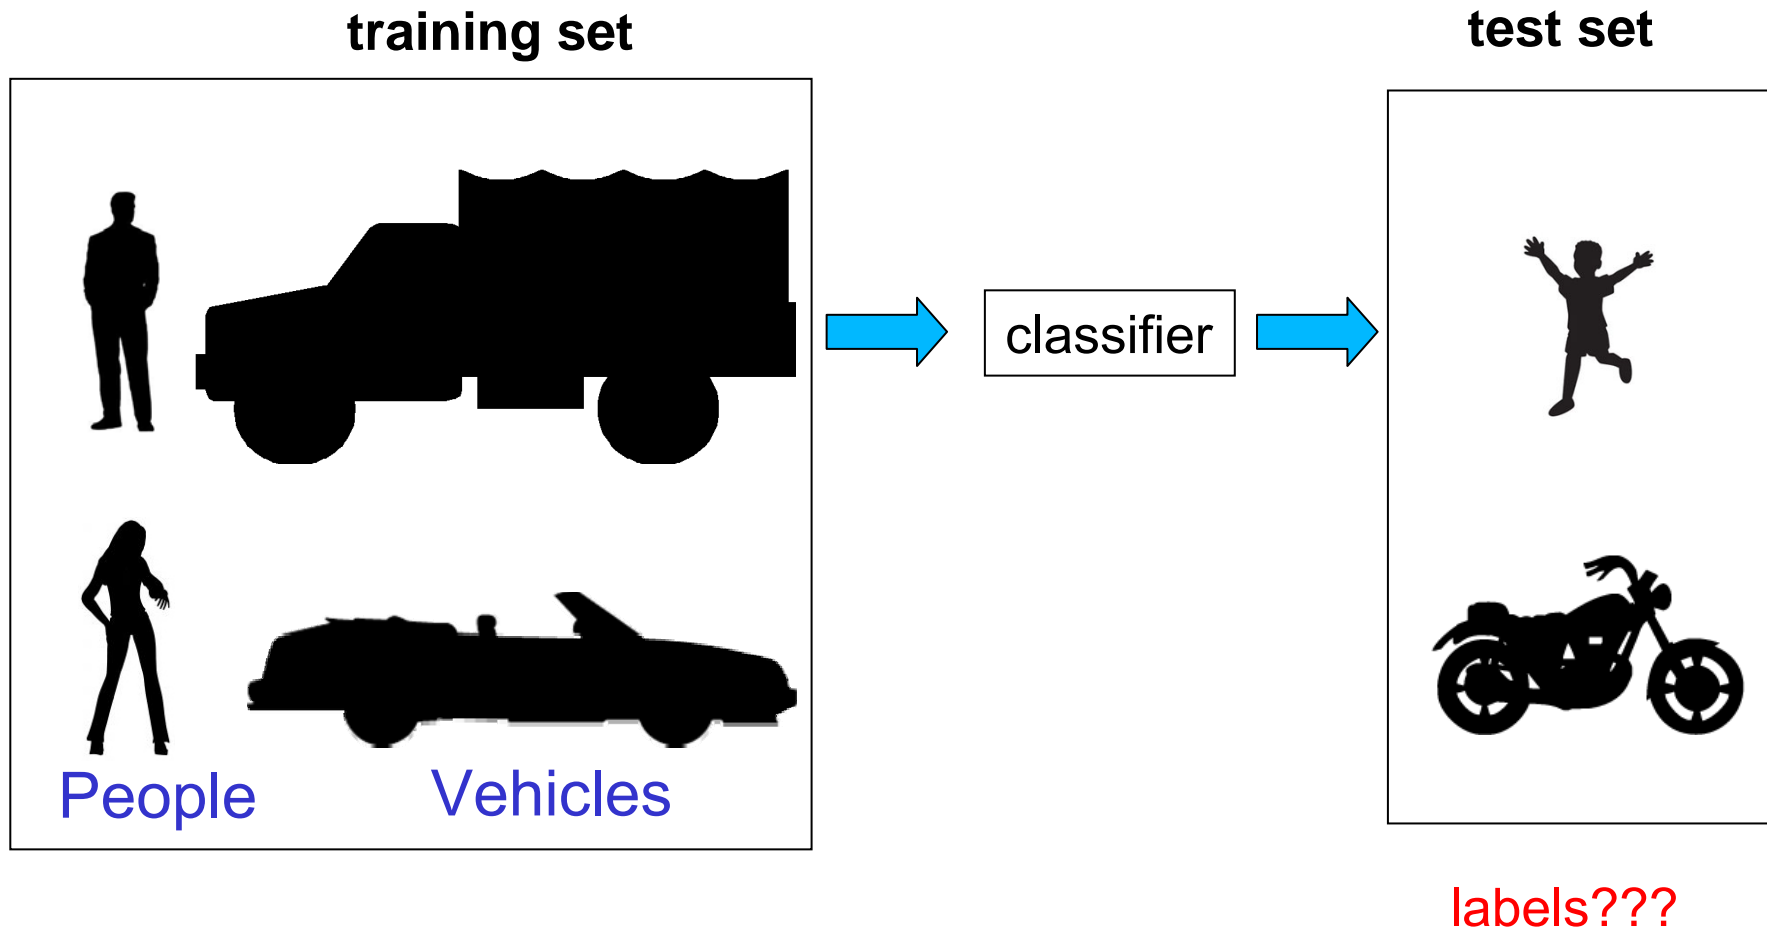 training set
test set
classifier
People
Vehicles
labels???